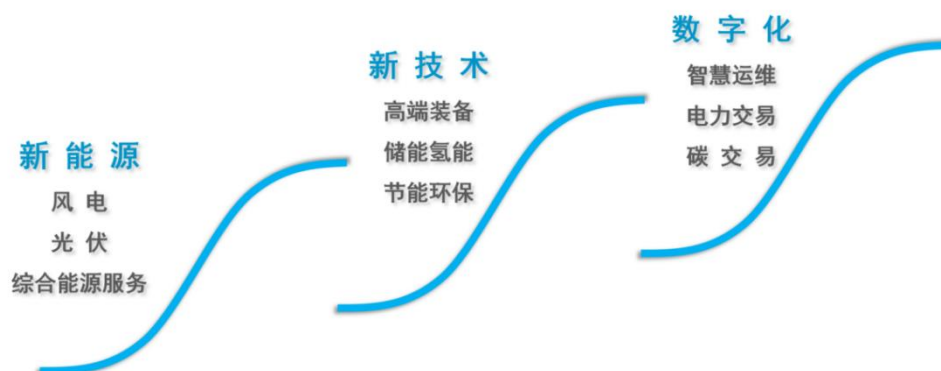 新能源
风电
光伏
综合能源服务
新技术
高端装备
储能氢能
节能环保
数字化
智慧运维
电力交易
碳交易